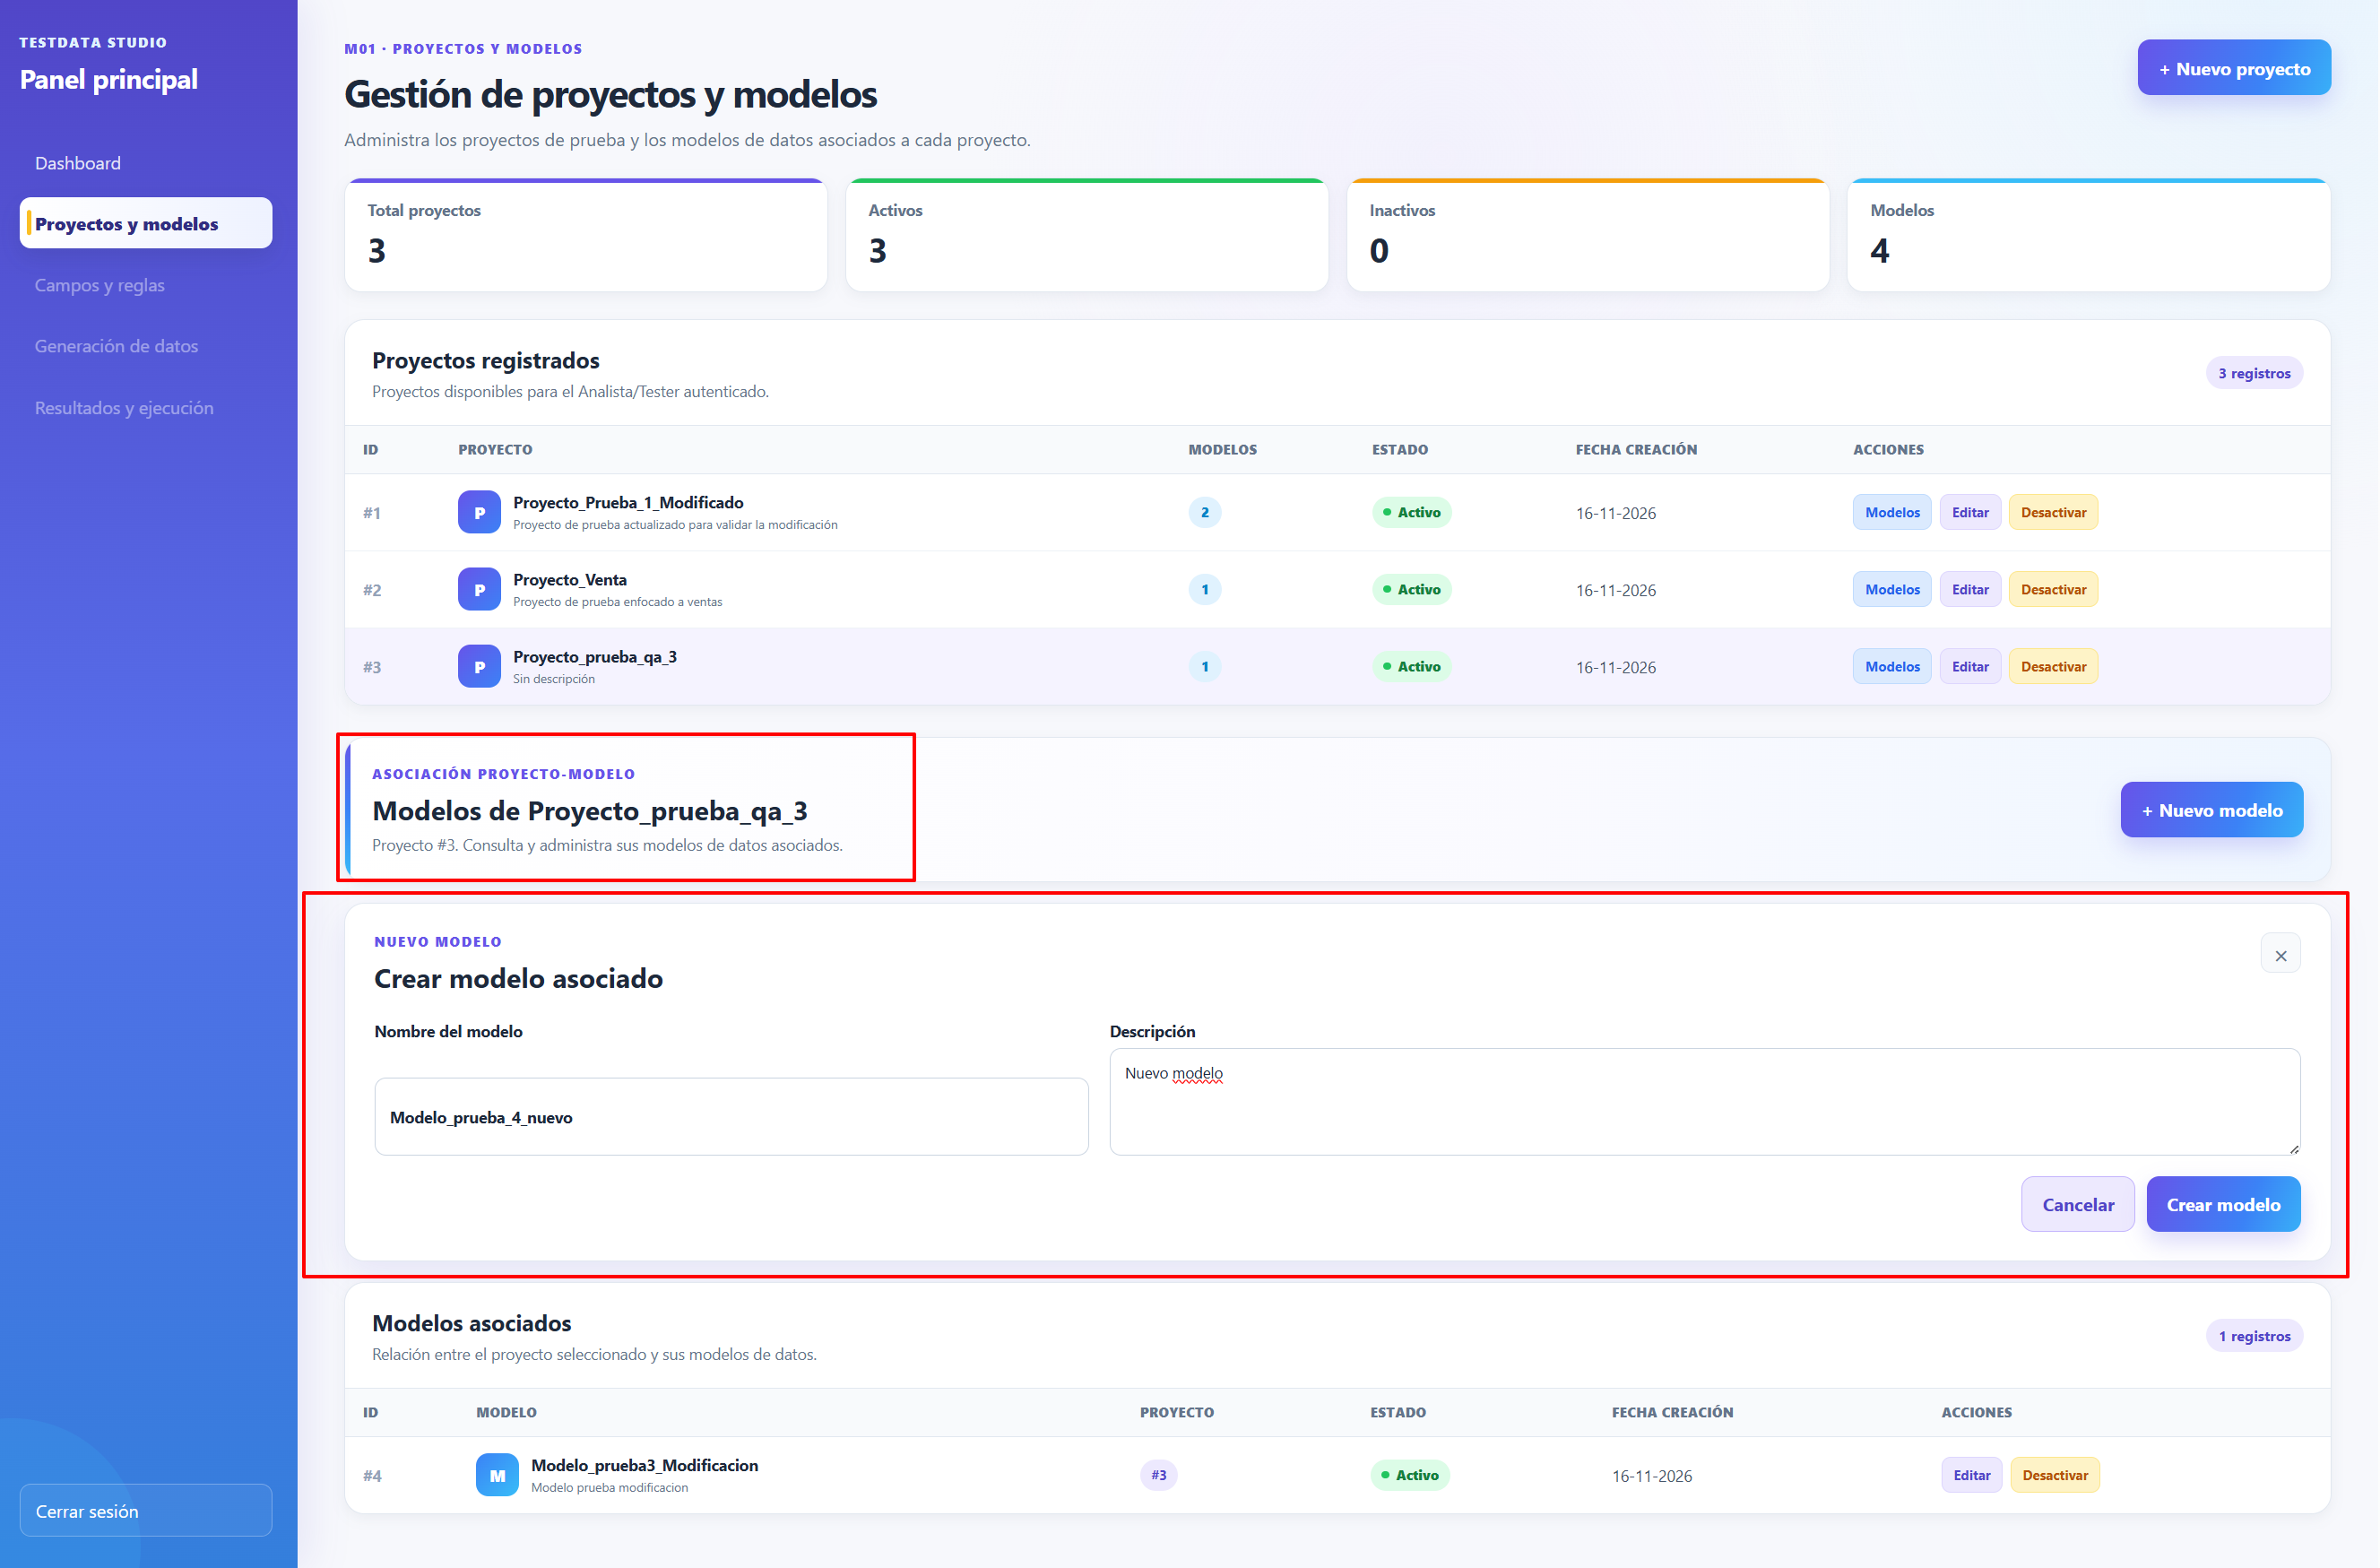 TESTDATA STUDIO
Panel principal
Dashboard
Proyectos y modelos
Campos y reglas
Generación de datos
Resultados y ejecución
Cerrar sesión
M01 · PROYECTOS Y MODELOS
Gestión de proyectos y modelos
Administra los proyectos de prueba y los modelos de datos asociados a cada proyecto.
+ Nuevo proyecto
Total proyectos
3
Activos
3
Inactivos
0
Modelos
4
Proyectos registrados
Proyectos disponibles para el Analista/Tester autenticado.
3 registros
ID PROYECTO MODELOS ESTADO FECHA CREACIÓN ACCIONES
#1 P Proyecto_Prueba_1_Modificado 2 Activo 16-11-2026 Modelos Editar Desactivar
Proyecto de prueba actualizado para validar la modificación
#2 P Proyecto_Venta 1 Activo 16-11-2026 Modelos Editar Desactivar
Proyecto de prueba enfocado a ventas
#3 P Proyecto_prueba_qa_3 1 Activo 16-11-2026 Modelos Editar Desactivar
Sin descripción
ASOCIACIÓN PROYECTO-MODELO
Modelos de Proyecto_prueba_qa_3
Proyecto #3. Consulta y administra sus modelos de datos asociados.
+ Nuevo modelo
NUEVO MODELO
Crear modelo asociado
×
Nombre del modelo
Modelo_prueba_4_nuevo
Descripción
Nuevo modelo
Cancelar Crear modelo
Modelos asociados
Relación entre el proyecto seleccionado y sus modelos de datos.
1 registros
ID MODELO PROYECTO ESTADO FECHA CREACIÓN ACCIONES
#4 M Modelo_prueba3_Modificacion #3 Activo 16-11-2026 Editar Desactivar
Modelo prueba modificacion